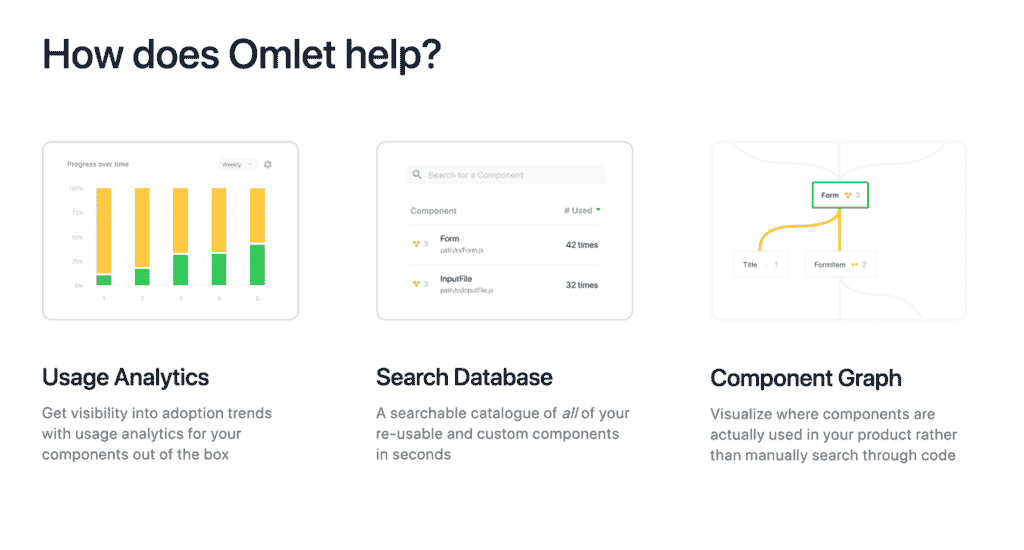 How does Omlet help?
Progress over time
Weekly
100%
75%
50%
25%
0%
1 2 3 4 5
Usage Analytics
Get visibility into adoption trends
with usage analytics for your
components out of the box
Search for a Component
Component # Used
Form
3
path/to/Form.js
42 times
InputFile
3
path/to/InputFile.js
32 times
Search Database
A searchable catalogue of all of your
re-usable and custom components
in seconds
Form 3
Title 1
FormItem 2
Component Graph
Visualize where components are
actually used in your product rather
than manually search through code